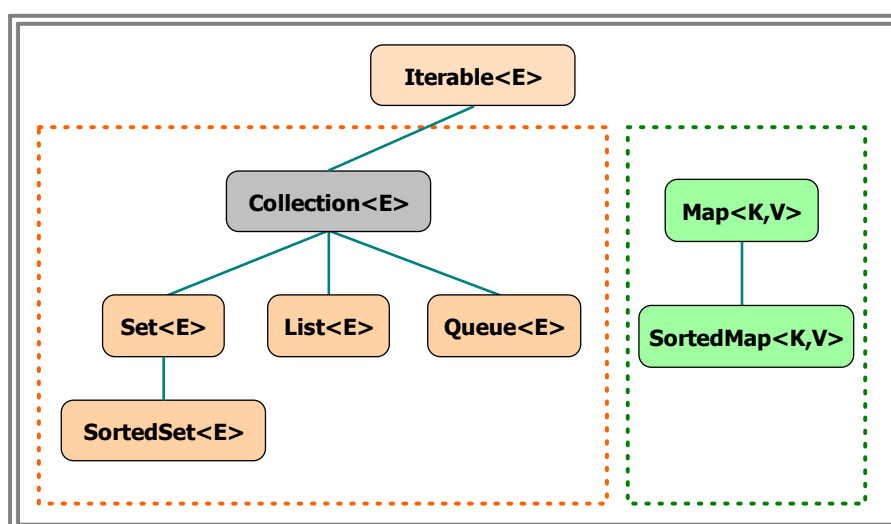 Iterable<E>
Collection<E>
Map<K,V>
Set<E>
List<E>
Queue<E>
SortedMap<K,V>
SortedSet<E>